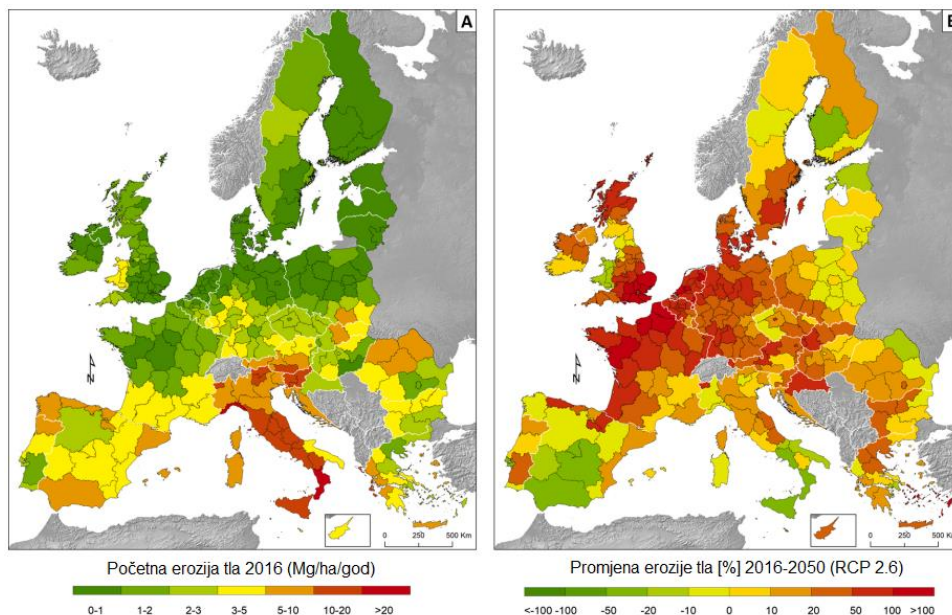 A
B
N
N
0 250 500 Km
0 250 500 Km
Početna erozija tla 2016 (Mg/ha/god)
0-1 1-2 2-3 3-5 5-10 10-20 >20
Promjena erozije tla [%] 2016-2050 (RCP 2.6)
<-100 -100 -50 -20 -10 0 10 20 40 100 >100